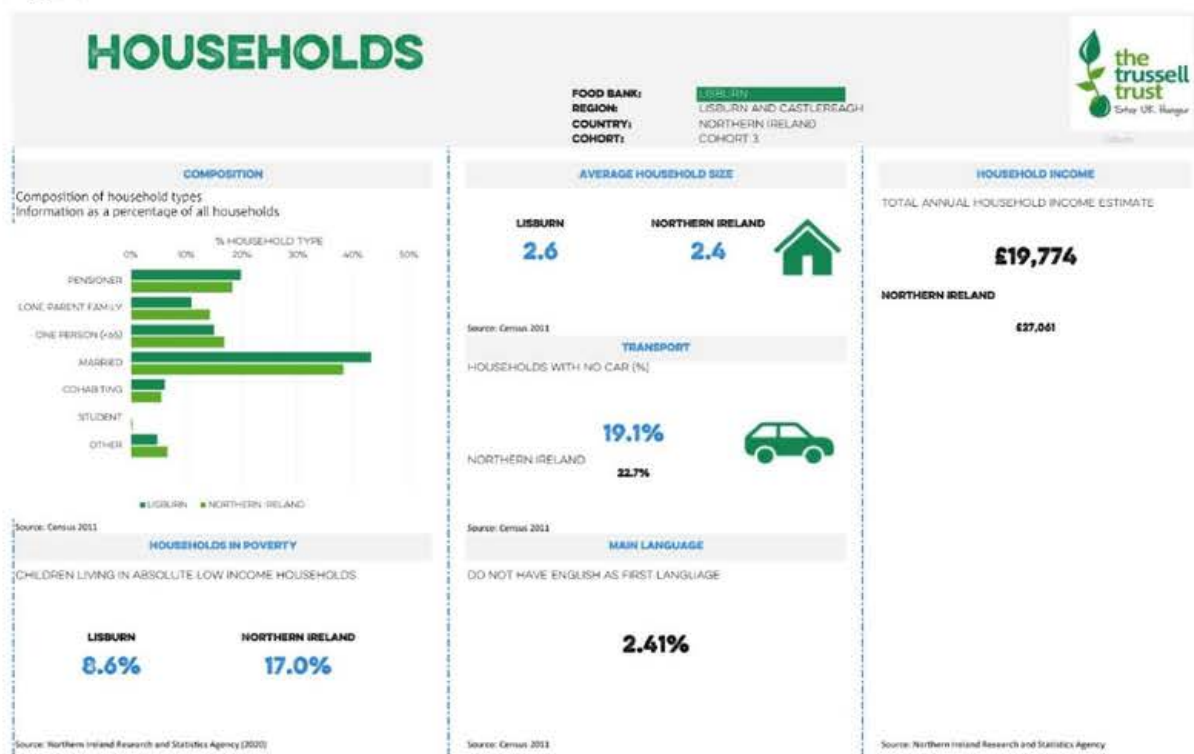 HOUSEHOLDS
the
trussell
trust
Stop UK Hunger
FOOD BANK: LISBURN
REGION: LISBURN AND CASTLEREAGH
COUNTRY: NORTHERN IRELAND
COHORT: COHORT 3
COMPOSITION
Composition of household types
Information as a percentage of all households
% HOUSEHOLD TYPE
0% 10% 20% 30% 40% 50%
PENSIONER
LONE PARENT FAMILY
ONE PERSON (<65)
MARRIED
COHABITING
STUDENT
OTHER
LISBURN NORTHERN IRELAND
Source: Census 2011
HOUSEHOLDS IN POVERTY
CHILDREN LIVING IN ABSOLUTE LOW INCOME HOUSEHOLDS
LISBURN NORTHERN IRELAND
8.6% 17.0%
Source: Northern Ireland Research and Statistics Agency (2020)
AVERAGE HOUSEHOLD SIZE
LISBURN NORTHERN IRELAND
2.6 2.4
Source: Census 2011
TRANSPORT
HOUSEHOLDS WITH NO CAR (%)
19.1%
NORTHERN IRELAND
22.7%
Source: Census 2011
MAIN LANGUAGE
DO NOT HAVE ENGLISH AS FIRST LANGUAGE
2.41%
Source: Census 2011
HOUSEHOLD INCOME
TOTAL ANNUAL HOUSEHOLD INCOME ESTIMATE
£19,774
NORTHERN IRELAND
£27,061
Source: Northern Ireland Research and Statistics Agency